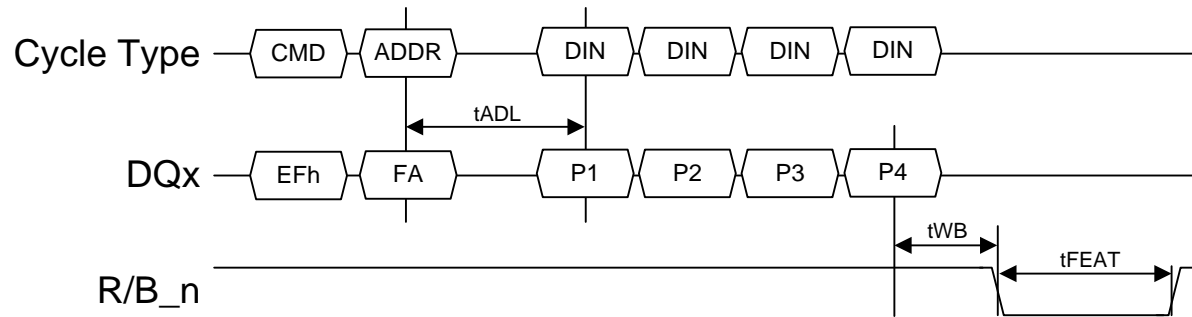 Cycle Type CMD ADDR DIN DIN DIN DIN
tADL
DQx EFh FA P1 P2 P3 P4
tWB tFEAT
R/B_n